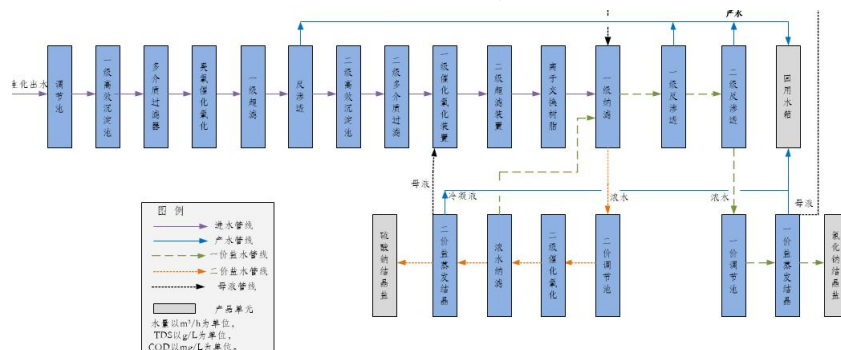 产水
生化出水
调节池
一级高效沉淀池
多介质过滤器
臭氧催化氧化
一级超滤
反渗透
二级高效沉淀池
二级多介质过滤
一级催化氧化装置
二级超滤装置
离子交换树脂
一级纳滤
一级反渗透
二级反渗透
回用水箱
母液
冷凝液
浓水
浓水
母液
硫酸钠结晶盐
二价盐蒸发结晶
浓水纳滤
二级催化氧化
二价调节池
一价调节池
一价盐蒸发结晶
氯化钠结晶盐
图 例
进水管线
产水管线
一价盐水管线
二价盐水管线
母液管线
产品单元
水量以m³/h为单位,
TDS以g/L为单位,
COD以mg/L为单位。